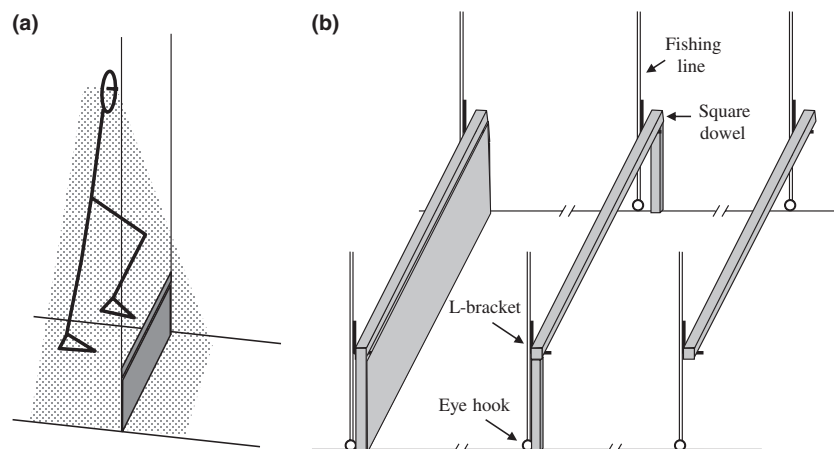 (a)
(b)
Fishing
line
Square
dowel
L-bracket
Eye hook